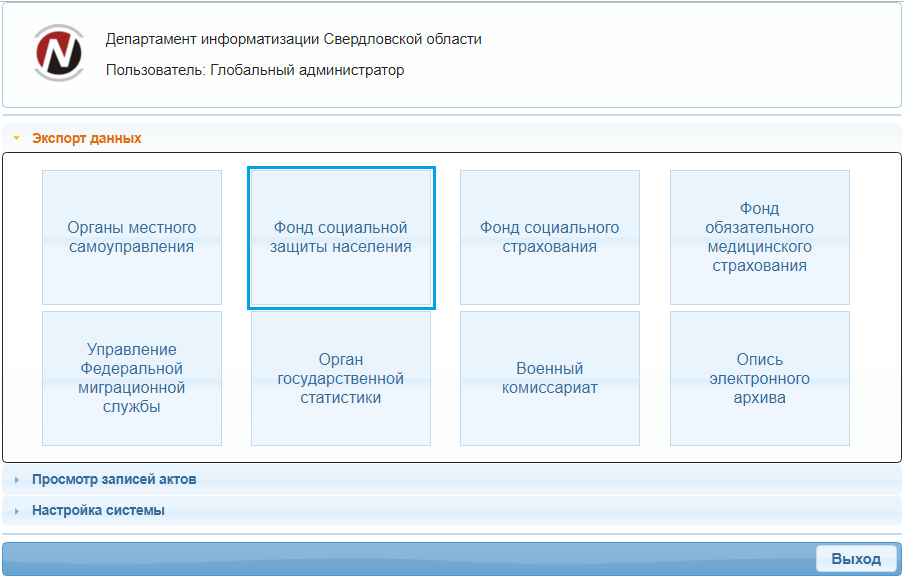 Департамент информатизации Свердловской области
Пользователь: Глобальный администратор
Экспорт данных
Органы местного
самоуправления
Фонд социальной
защиты населения
Фонд социального
страхования
Фонд
обязательного
медицинского
страхования
Управление
Федеральной
миграционной
службы
Орган
государственной
статистики
Военный
комиссариат
Опись
электронного
архива
Просмотр записей актов
Настройка системы
Выход